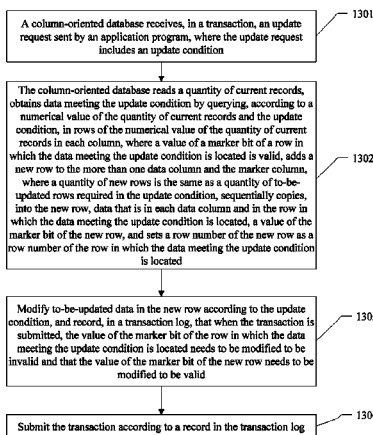 A column-oriented database receives, in a transaction, an update
request sent by an application program, where the update request
includes an update condition
1301
The column-oriented database reads a quantity of current records,
obtains data meeting the update condition by querying, according to a
numerical value of the quantity of current records and the update
condition, in rows of the numerical value of the quantity of current
records in each column, where a value of a marker bit of a row in
which the data meeting the update condition is located is valid, adds a
new row to the more than one data column and the marker column,
where a quantity of new rows is the same as a quantity of to-be-
updated rows required in the update condition, sequentially copies,
into the new row, data that is in each data column and in the row in
which the data meeting the update condition is located, a value of the
marker bit of the new row, and sets a row number of the new row as a
row number of the row in which the data meeting the update condition
is located
1302
Modify to-be-updated data in the new row according to the update
condition, and record, in a transaction log, that when the transaction is
submitted, the value of the marker bit of the row in which the data
meeting the update condition is located needs to be modified to be
invalid and that the value of the marker bit of the new row needs to be
modified to be valid
130
Submit the transaction according to a record in the transaction log
130